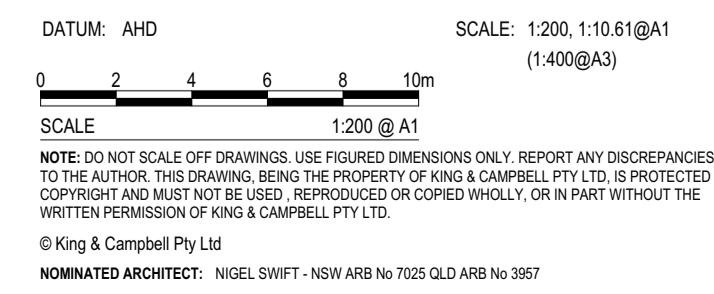 DATUM: AHD
SCALE: 1:200, 1:10.61@A1
(1:400@A3)
0 2 4 6 8 10m
SCALE 1:200 @ A1
NOTE: DO NOT SCALE OFF DRAWINGS. USE FIGURED DIMENSIONS ONLY. REPORT ANY DISCREPANCIES
TO THE AUTHOR. THIS DRAWING, BEING THE PROPERTY OF KING & CAMPBELL PTY LTD, IS PROTECTED
COPYRIGHT AND MUST NOT BE USED , REPRODUCED OR COPIED WHOLLY, OR IN PART WITHOUT THE
WRITTEN PERMISSION OF KING & CAMPBELL PTY LTD.
© King & Campbell Pty Ltd
NOMINATED ARCHITECT: NIGEL SWIFT - NSW ARB No 7025 QLD ARB No 3957